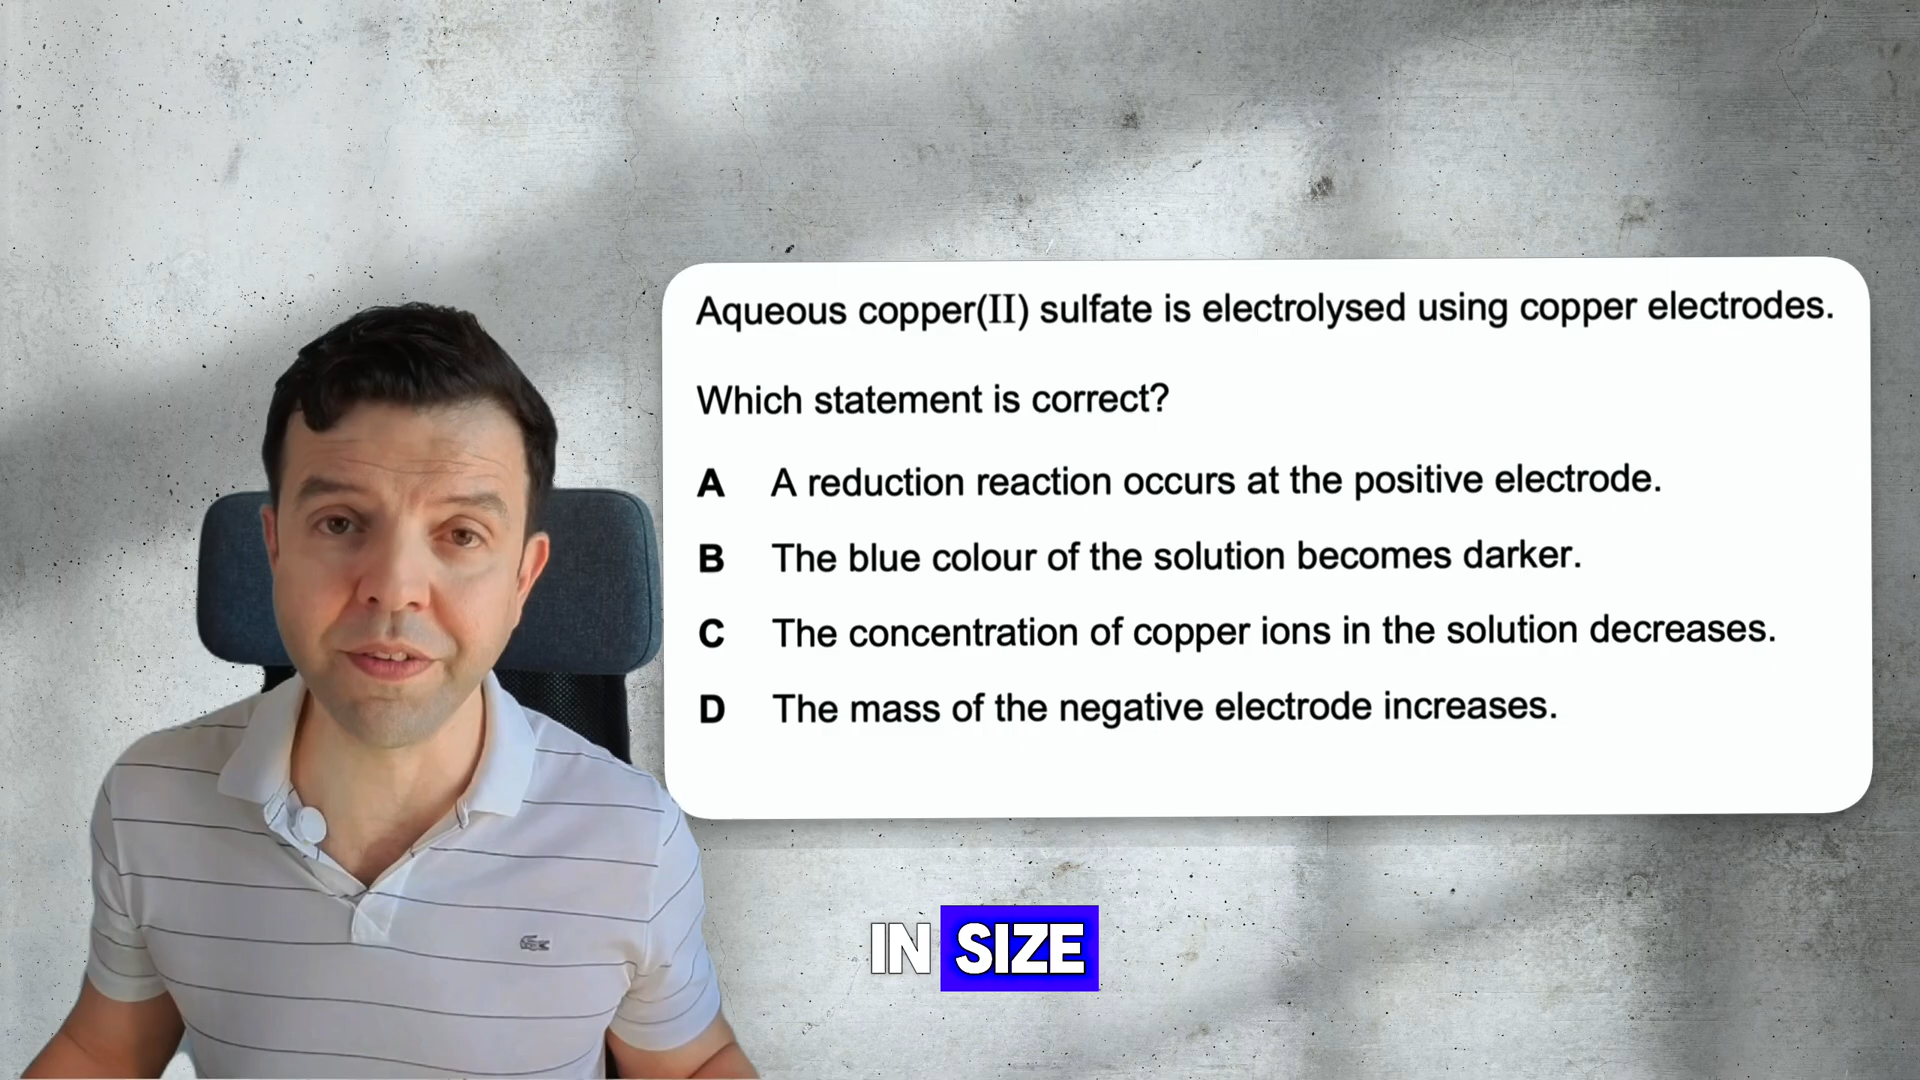 Aqueous copper(II) sulfate is electrolysed using copper electrodes.
Which statement is correct?
A A reduction reaction occurs at the positive electrode.
B The blue colour of the solution becomes darker.
C The concentration of copper ions in the solution decreases.
D The mass of the negative electrode increases.
IN SIZE